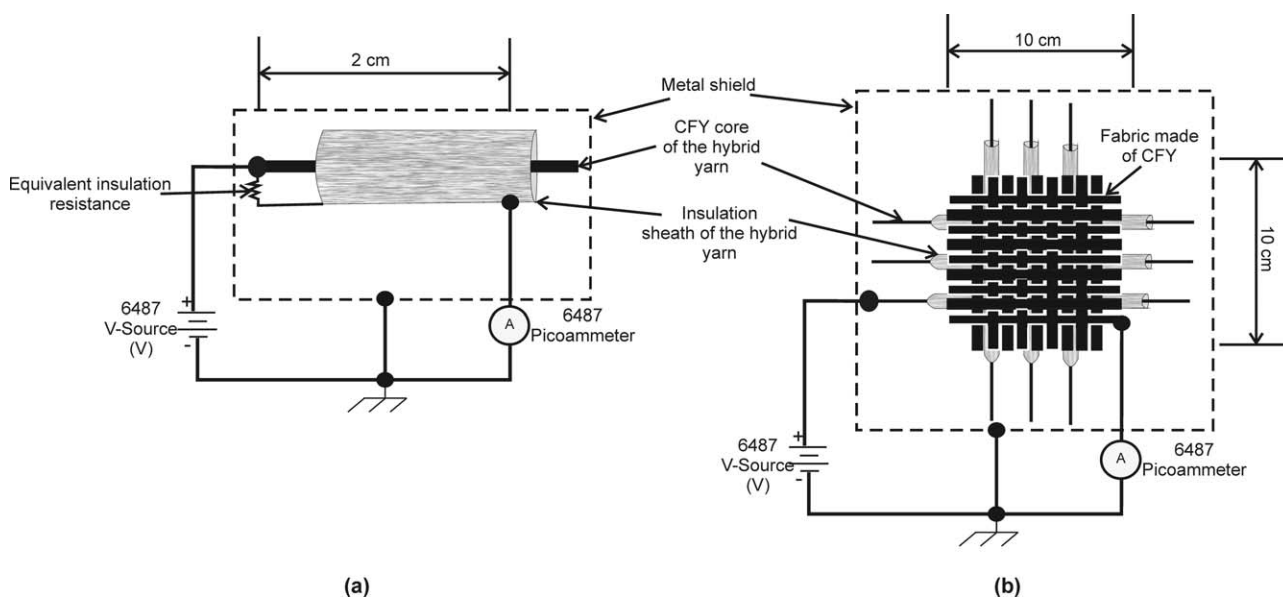 2 cm
Metal shield
CFY core
of the hybrid
yarn
Equivalent insulation
resistance
Insulation
sheath of the hybrid
yarn
+
6487
V-Source
(V)
-
A
6487
Picoammeter
(a)
10 cm
Fabric made
of CFY
10 cm
+
6487
V-Source
(V)
-
A
6487
Picoammeter
(b)